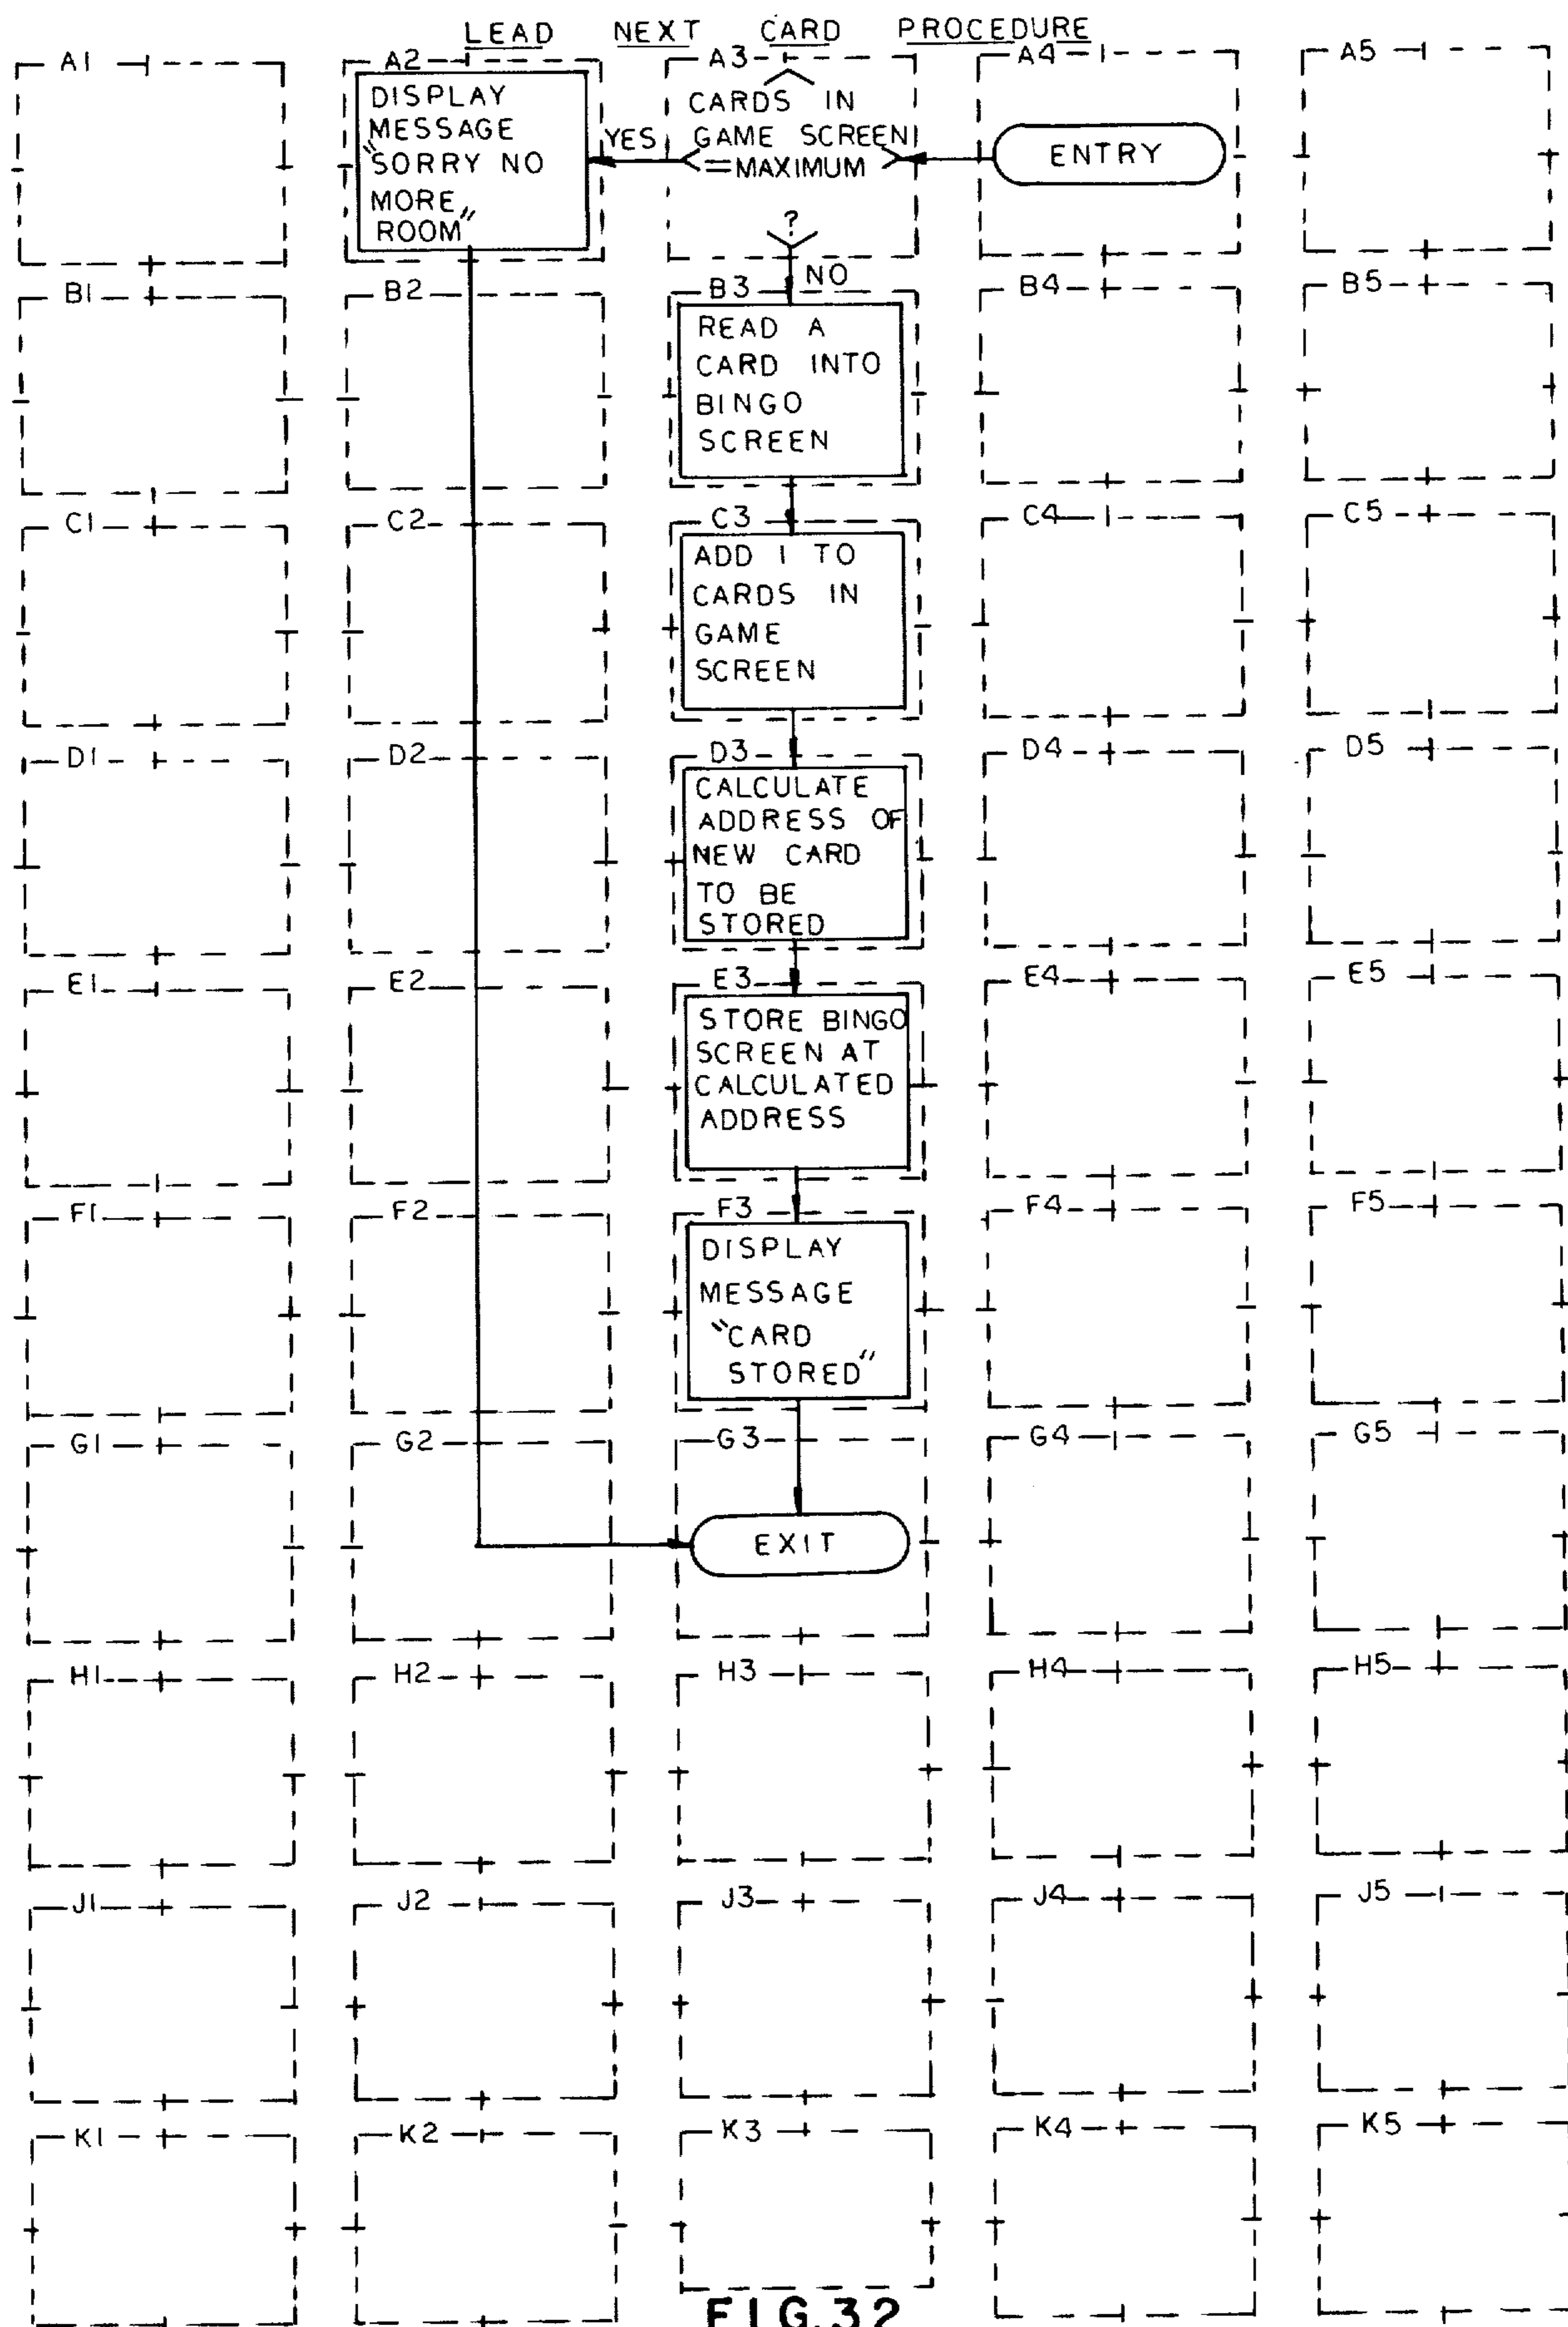 LEAD NEXT CARD PROCEDURE
A1 A2 A3 A4 A5
DISPLAY
MESSAGE
"SORRY NO
MORE
ROOM"
YES
CARDS IN
GAME SCREEN
=MAXIMUM
?
ENTRY
NO
B1 B2 B3 B4 B5
READ A
CARD INTO
BINGO
SCREEN
C1 C2 C3 C4 C5
ADD 1 TO
CARDS IN
GAME
SCREEN
D1 D2 D3 D4 D5
CALCULATE
ADDRESS OF
NEW CARD
TO BE
STORED
E1 E2 E3 E4 E5
STORE BINGO
SCREEN AT
CALCULATED
ADDRESS
F1 F2 F3 F4 F5
DISPLAY
MESSAGE
"CARD
STORED"
G1 G2 G3 G4 G5
EXIT
H1 H2 H3 H4 H5
J1 J2 J3 J4 J5
K1 K2 K3 K4 K5
FIG.32